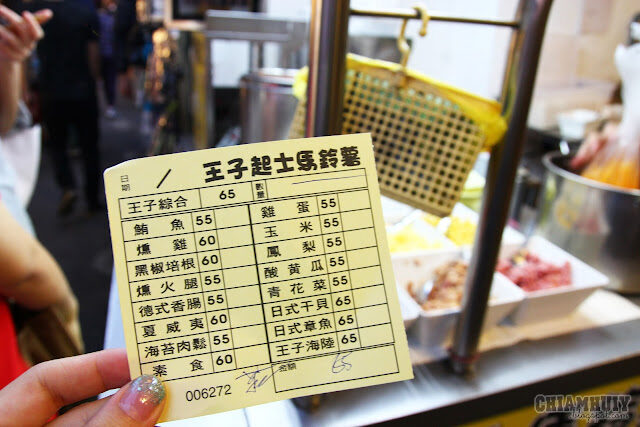 王子起士馬鈴薯
日期 /
王子綜合 65 數量
鮪魚 55 雞蛋 55
燻雞 60 玉米 55
黑椒培根 60 鳳梨 55
燻火腿 55 酸黃瓜 55
德式香腸 55 青花菜 55
夏威夷 60 日式干貝 65
海苔肉鬆 55 日式章魚 65
素食 60 王子海陸 65
006272 金額 65
CHIAMHUIY